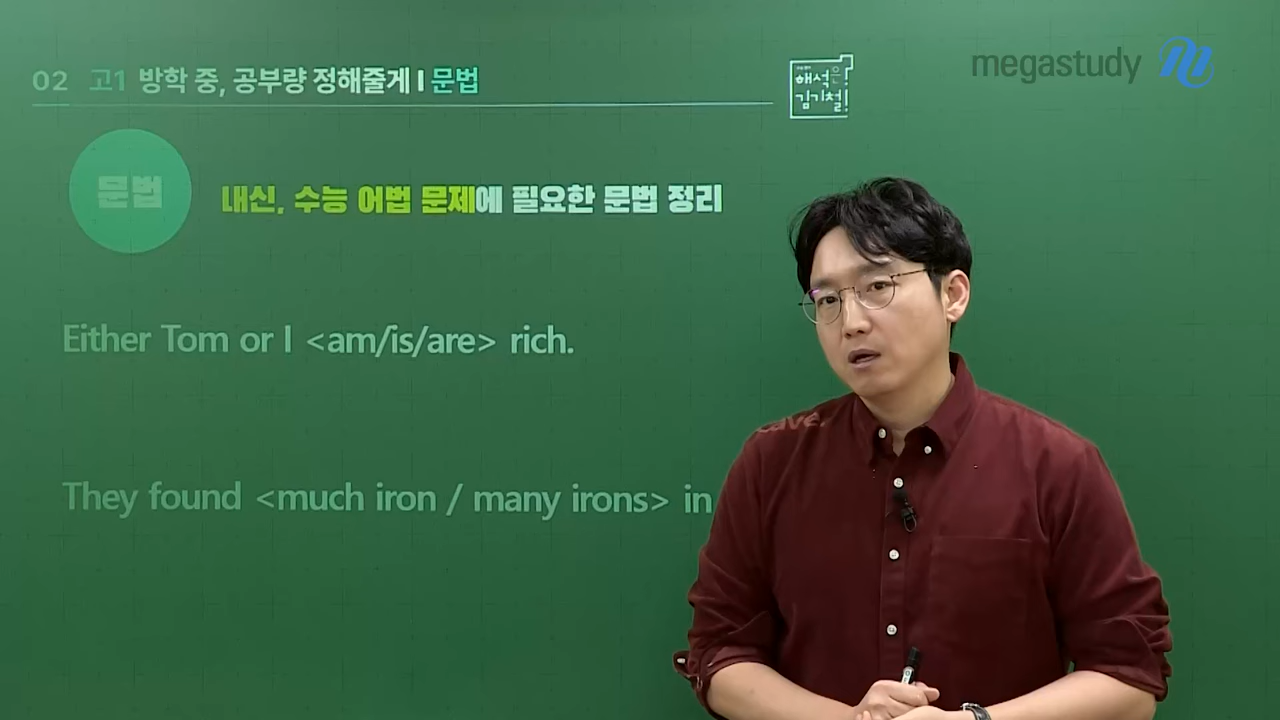 02 고1 방학 중, 공부량 정해줄게 I 문법
해석은!
김기철!
megastudy
문법
내신, 수능 어법 문제에 필요한 문법 정리
Either Tom or I <am/is/are> rich.
They found <much iron / many irons> in
cave.